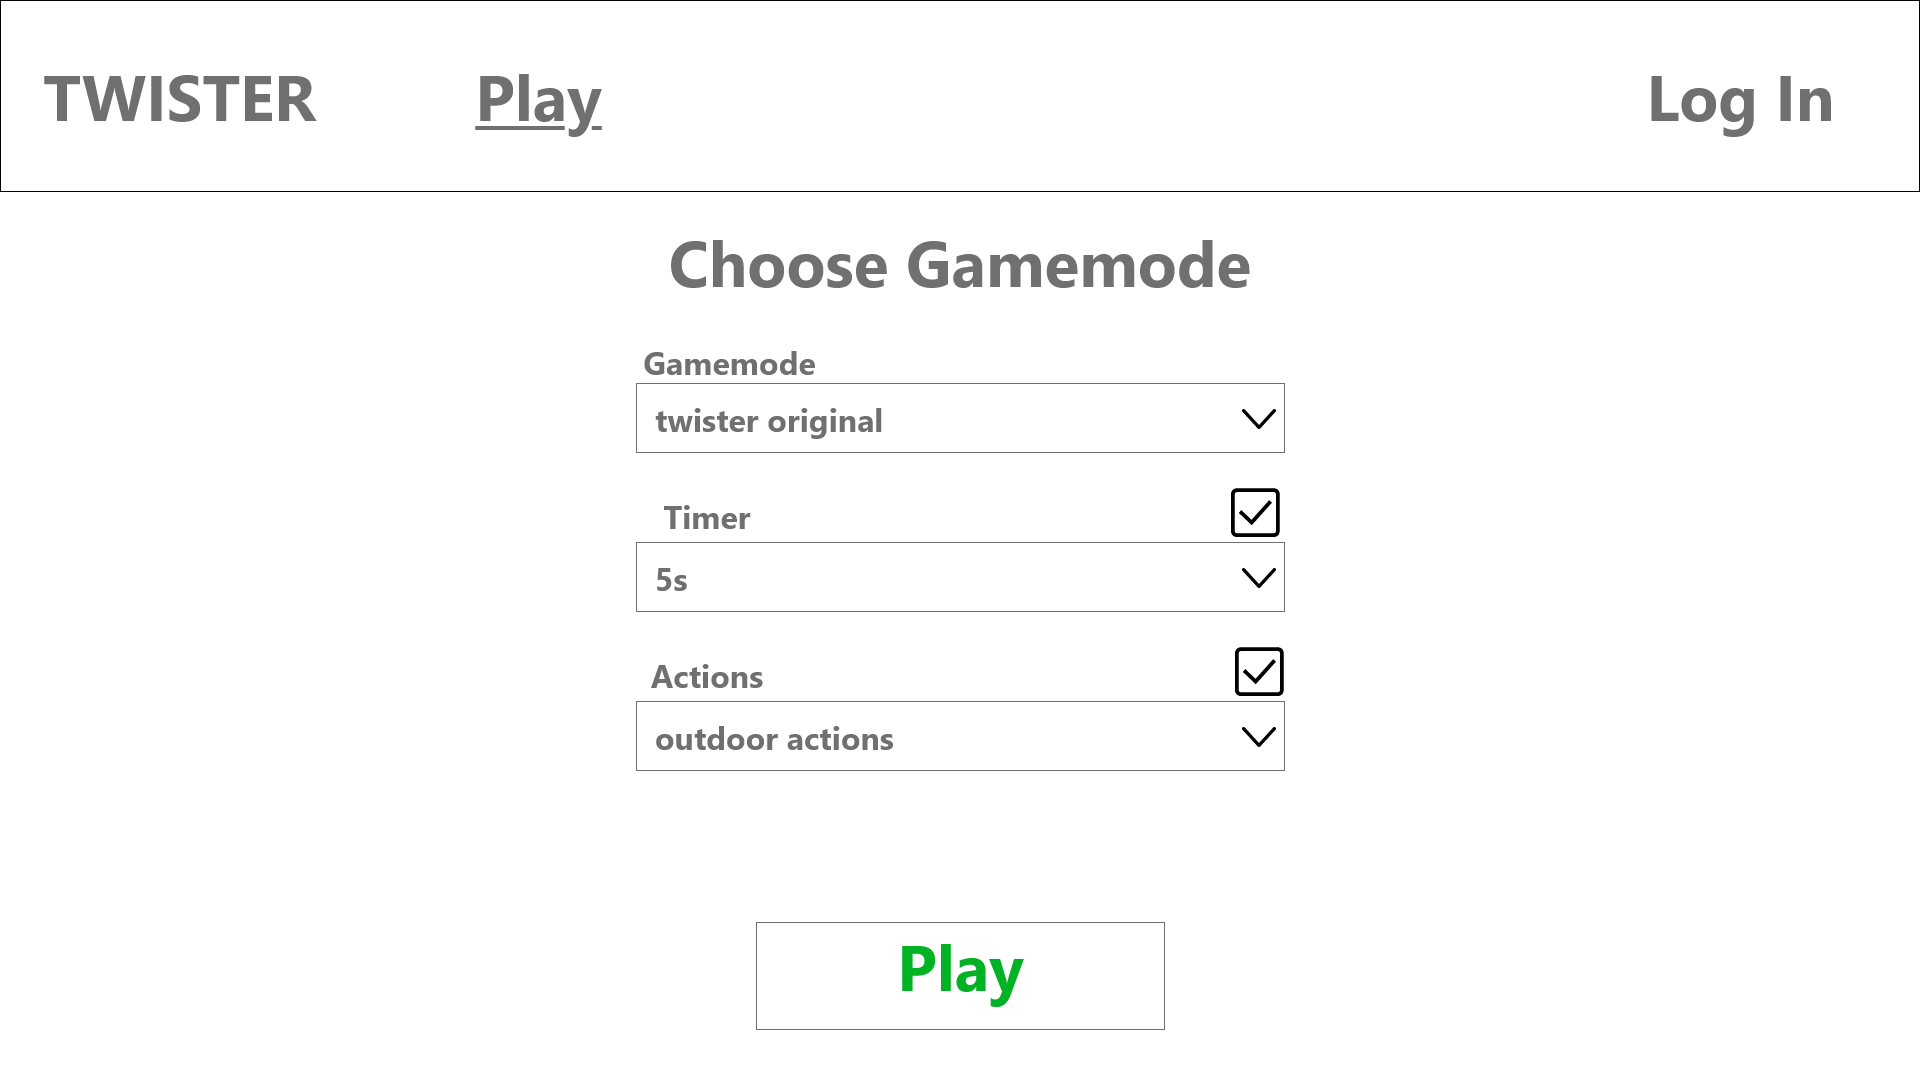 TWISTER Play Log In
Choose Gamemode
Gamemode
twister original
Timer
5s
Actions
outdoor actions
Play